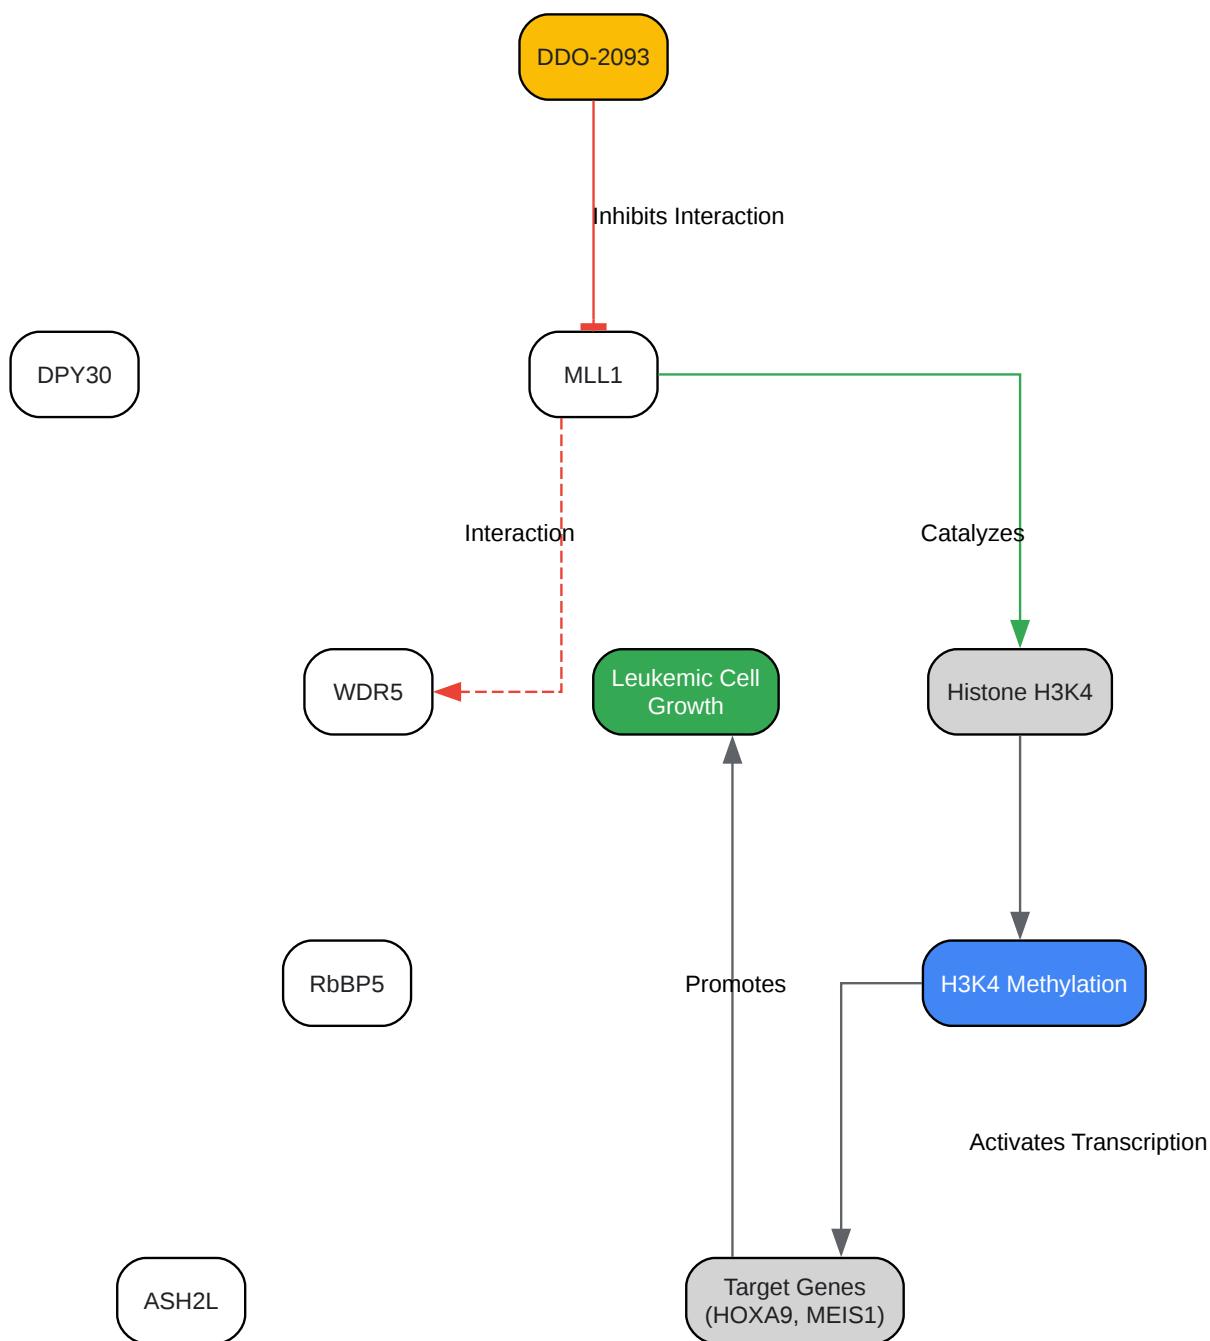 DDO-2093
Inhibits Interaction
DPY30
MLL1
Interaction
Catalyzes
WDR5
Leukemic Cell
Growth
Histone H3K4
RbBP5
Promotes
H3K4 Methylation
Activates Transcription
ASH2L
Target Genes
(HOXA9, MEIS1)